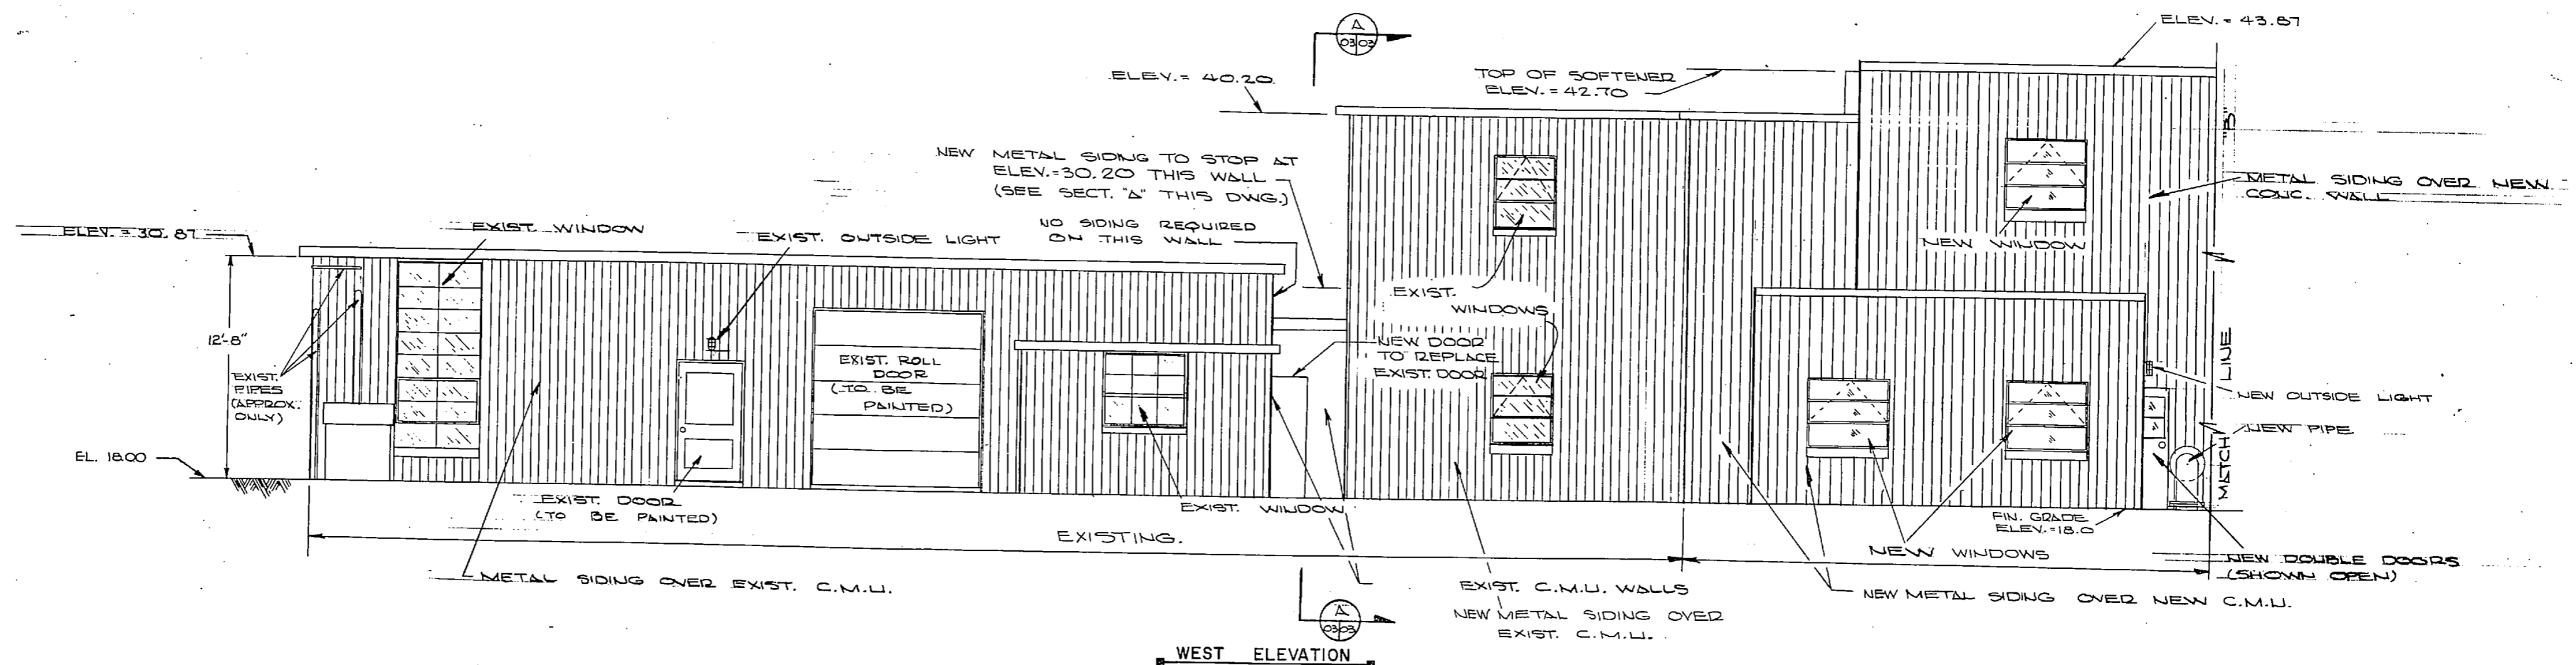 A
03 03
ELEV. = 43.87
ELEV. = 40.20
TOP OF SOFTENER
ELEV. = 42.70
"B"
NEW METAL SIDING TO STOP AT
ELEV. = 30.20 THIS WALL
(SEE SECT. "A" THIS DWG.)
METAL SIDING OVER NEW
CONC. WALL
NO SIDING REQUIRED
ON THIS WALL
ELEV. = 30.87
EXIST. WINDOW
EXIST. OUTSIDE LIGHT
NEW WINDOW
EXIST.
WINDOWS
12'-8"
EXIST. ROLL
DOOR
(TO BE
PAINTED)
NEW DOOR
TO REPLACE
EXIST. DOOR
EXIST.
PIPES
(APPROX.
ONLY)
MATCH LINE
NEW OUTSIDE LIGHT
NEW PIPE
EL. 18.00
EXIST. DOOR
(TO BE PAINTED)
EXIST. WINDOW
FIN. GRADE
ELEV. = 18.0
EXISTING.
NEW WINDOWS
NEW DOUBLE DOORS
(SHOWN OPEN)
METAL SIDING OVER EXIST. C.M.U.
EXIST. C.M.U. WALLS
NEW METAL SIDING OVER NEW C.M.U.
NEW METAL SIDING OVER
EXIST. C.M.U.
A
03 03
WEST ELEVATION